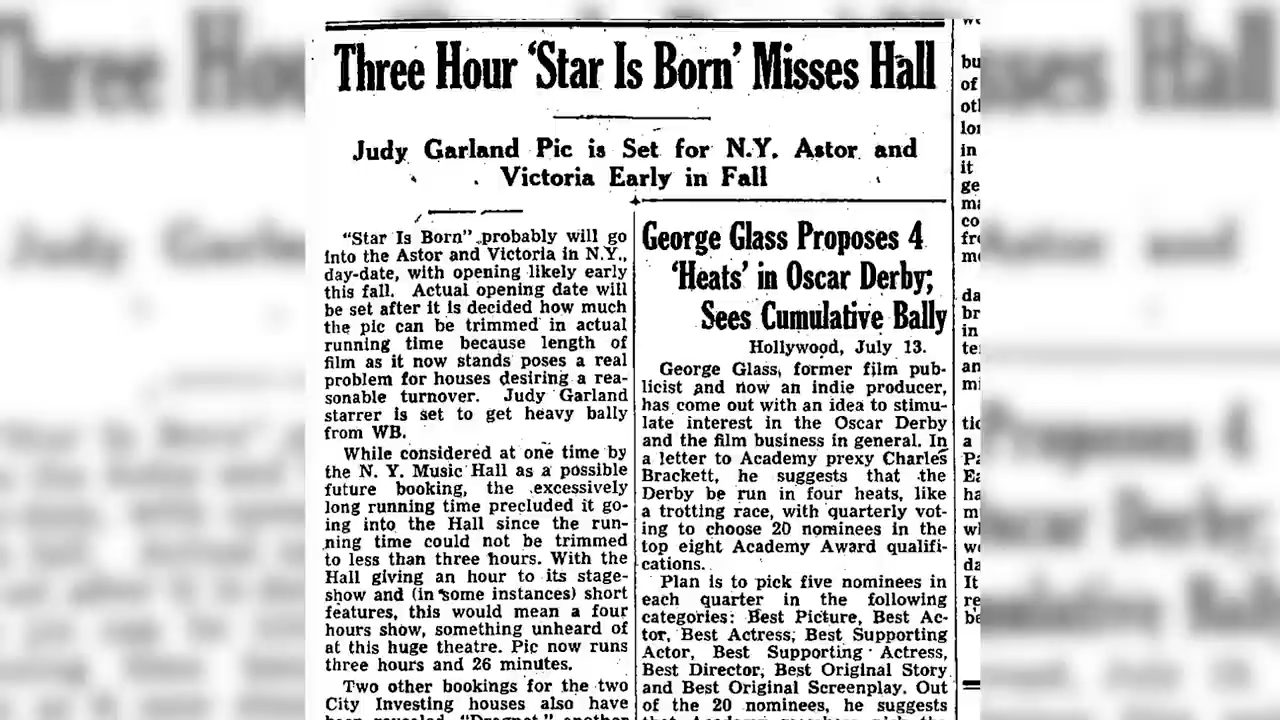 Three Hour ‘Star Is Born’ Misses Hall
Judy Garland Pic is Set for N.Y. Astor and
Victoria Early in Fall
“Star Is Born” probably will go
into the Astor and Victoria in N.Y.,
day-date, with opening likely early
this fall. Actual opening date will
be set after it is decided how much
the pic can be trimmed in actual
running time because length of
film as it now stands poses a real
problem for houses desiring a rea-
sonable turnover. Judy Garland
starrer is set to get heavy bally
from WB.
While considered at one time by
the N. Y. Music Hall as a possible
future booking, the excessively
long running time precluded it go-
ing into the Hall since the run-
ning time could not be trimmed
to less than three hours. With the
Hall giving an hour to its stage-
show and (in some instances) short
features, this would mean a four
hours show, something unheard of
at this huge theatre. Pic now runs
three hours and 26 minutes.
Two other bookings for the two
City Investing houses also have
George Glass Proposes 4
‘Heats’ in Oscar Derby;
Sees Cumulative Bally
Hollywood, July 13.
George Glass, former film pub-
licist and now an indie producer,
has come out with an idea to stimu-
late interest in the Oscar Derby
and the film business in general. In
a letter to Academy prexy Charles
Brackett, he suggests that the
Derby be run in four heats, like
a trotting race, with quarterly vot-
ing to choose 20 nominees in the
top eight Academy Award qualifi-
cations.
Plan is to pick five nominees in
each quarter in the following
categories: Best Picture, Best Ac-
tor, Best Actress, Best Supporting
Actor, Best Supporting Actress,
Best Director, Best Original Story
and Best Original Screenplay. Out
of the 20 nominees, he suggests